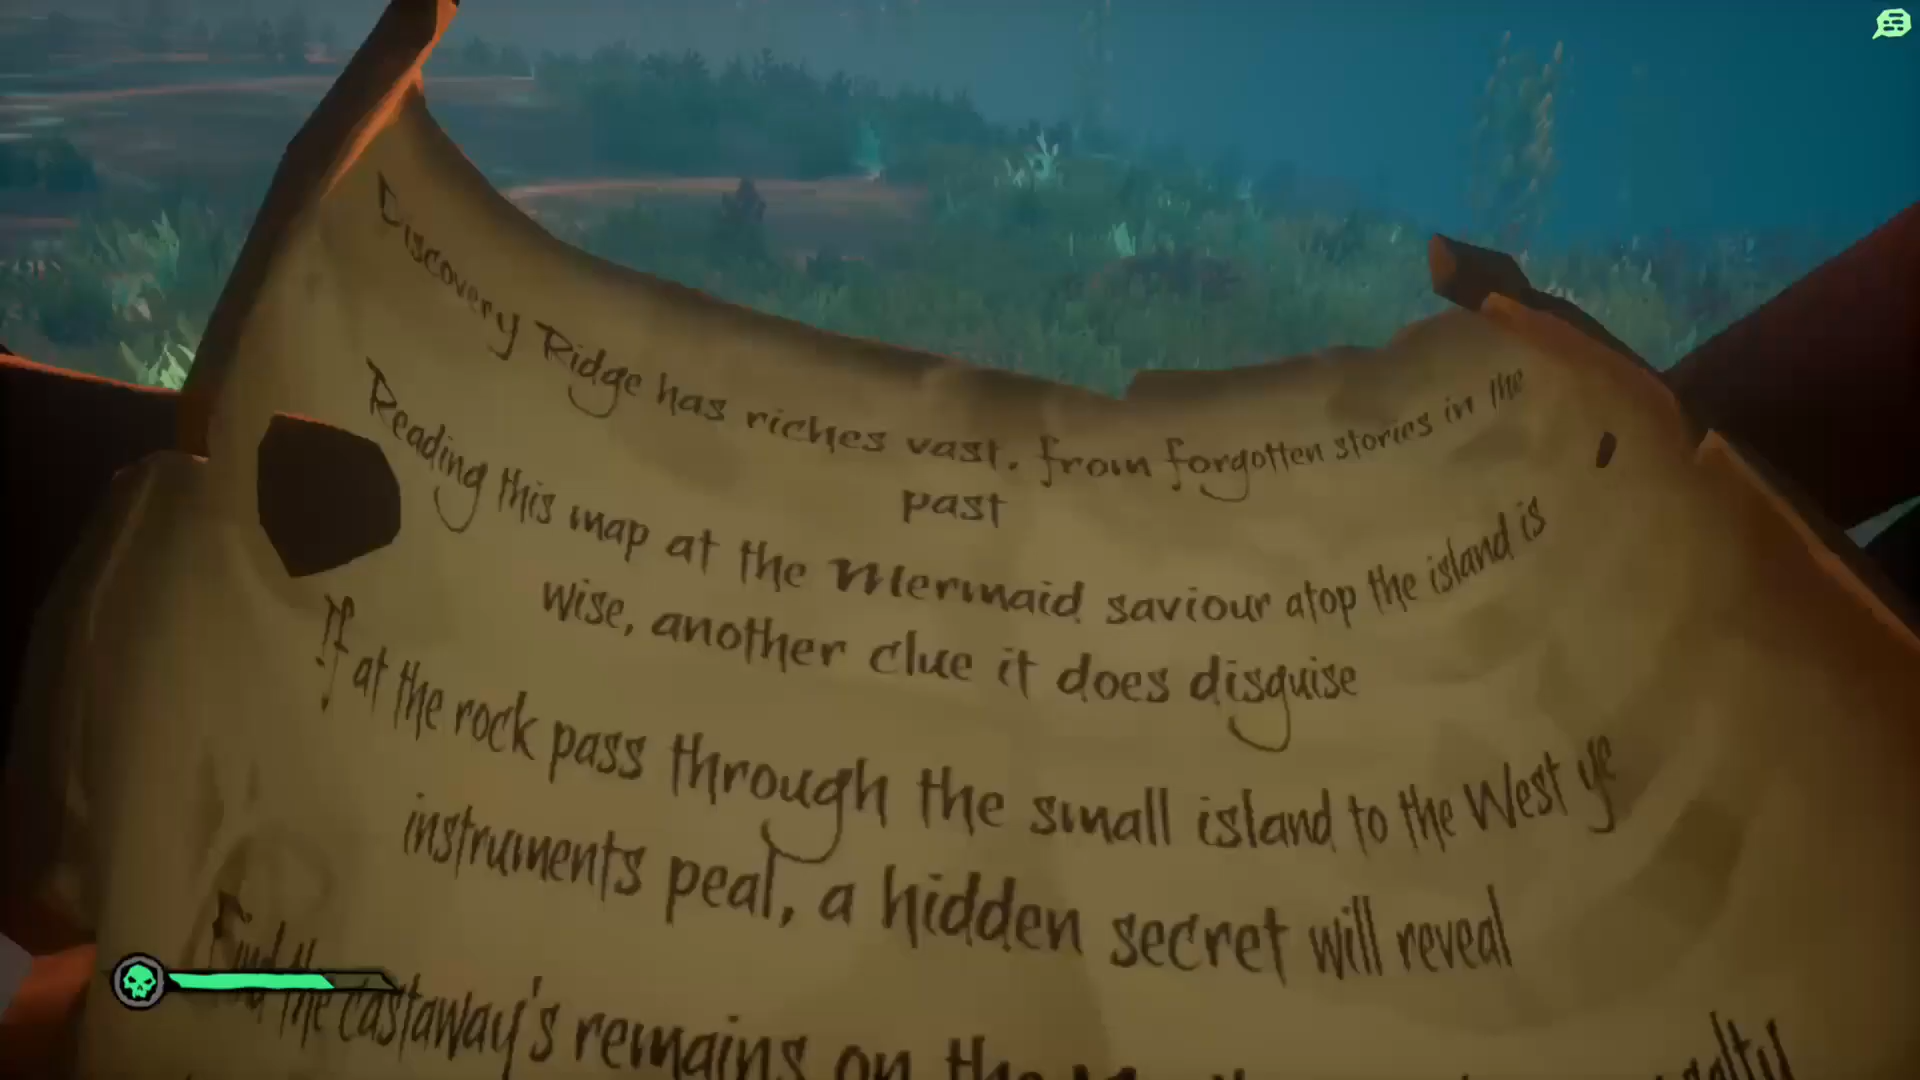 Discovery Ridge has riches vast, from forgotten stories in the
past
Reading this map at the Mermaid saviour atop the island is
wise, another clue it does disguise
If at the rock pass through the small island to the West ye
instruments peal, a hidden secret will reveal
Find the castaway's remains on the